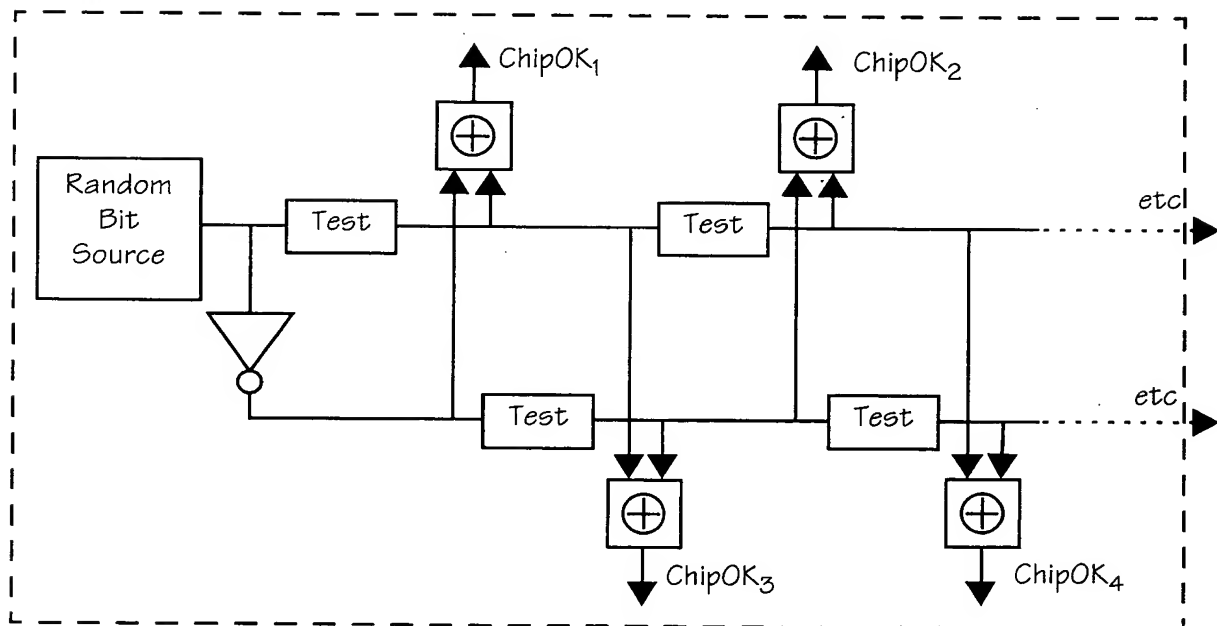 ChipOK₁
ChipOK₂
Random
Bit
Source
Test
Test
etc
Test
Test
etc
ChipOK₃
ChipOK₄